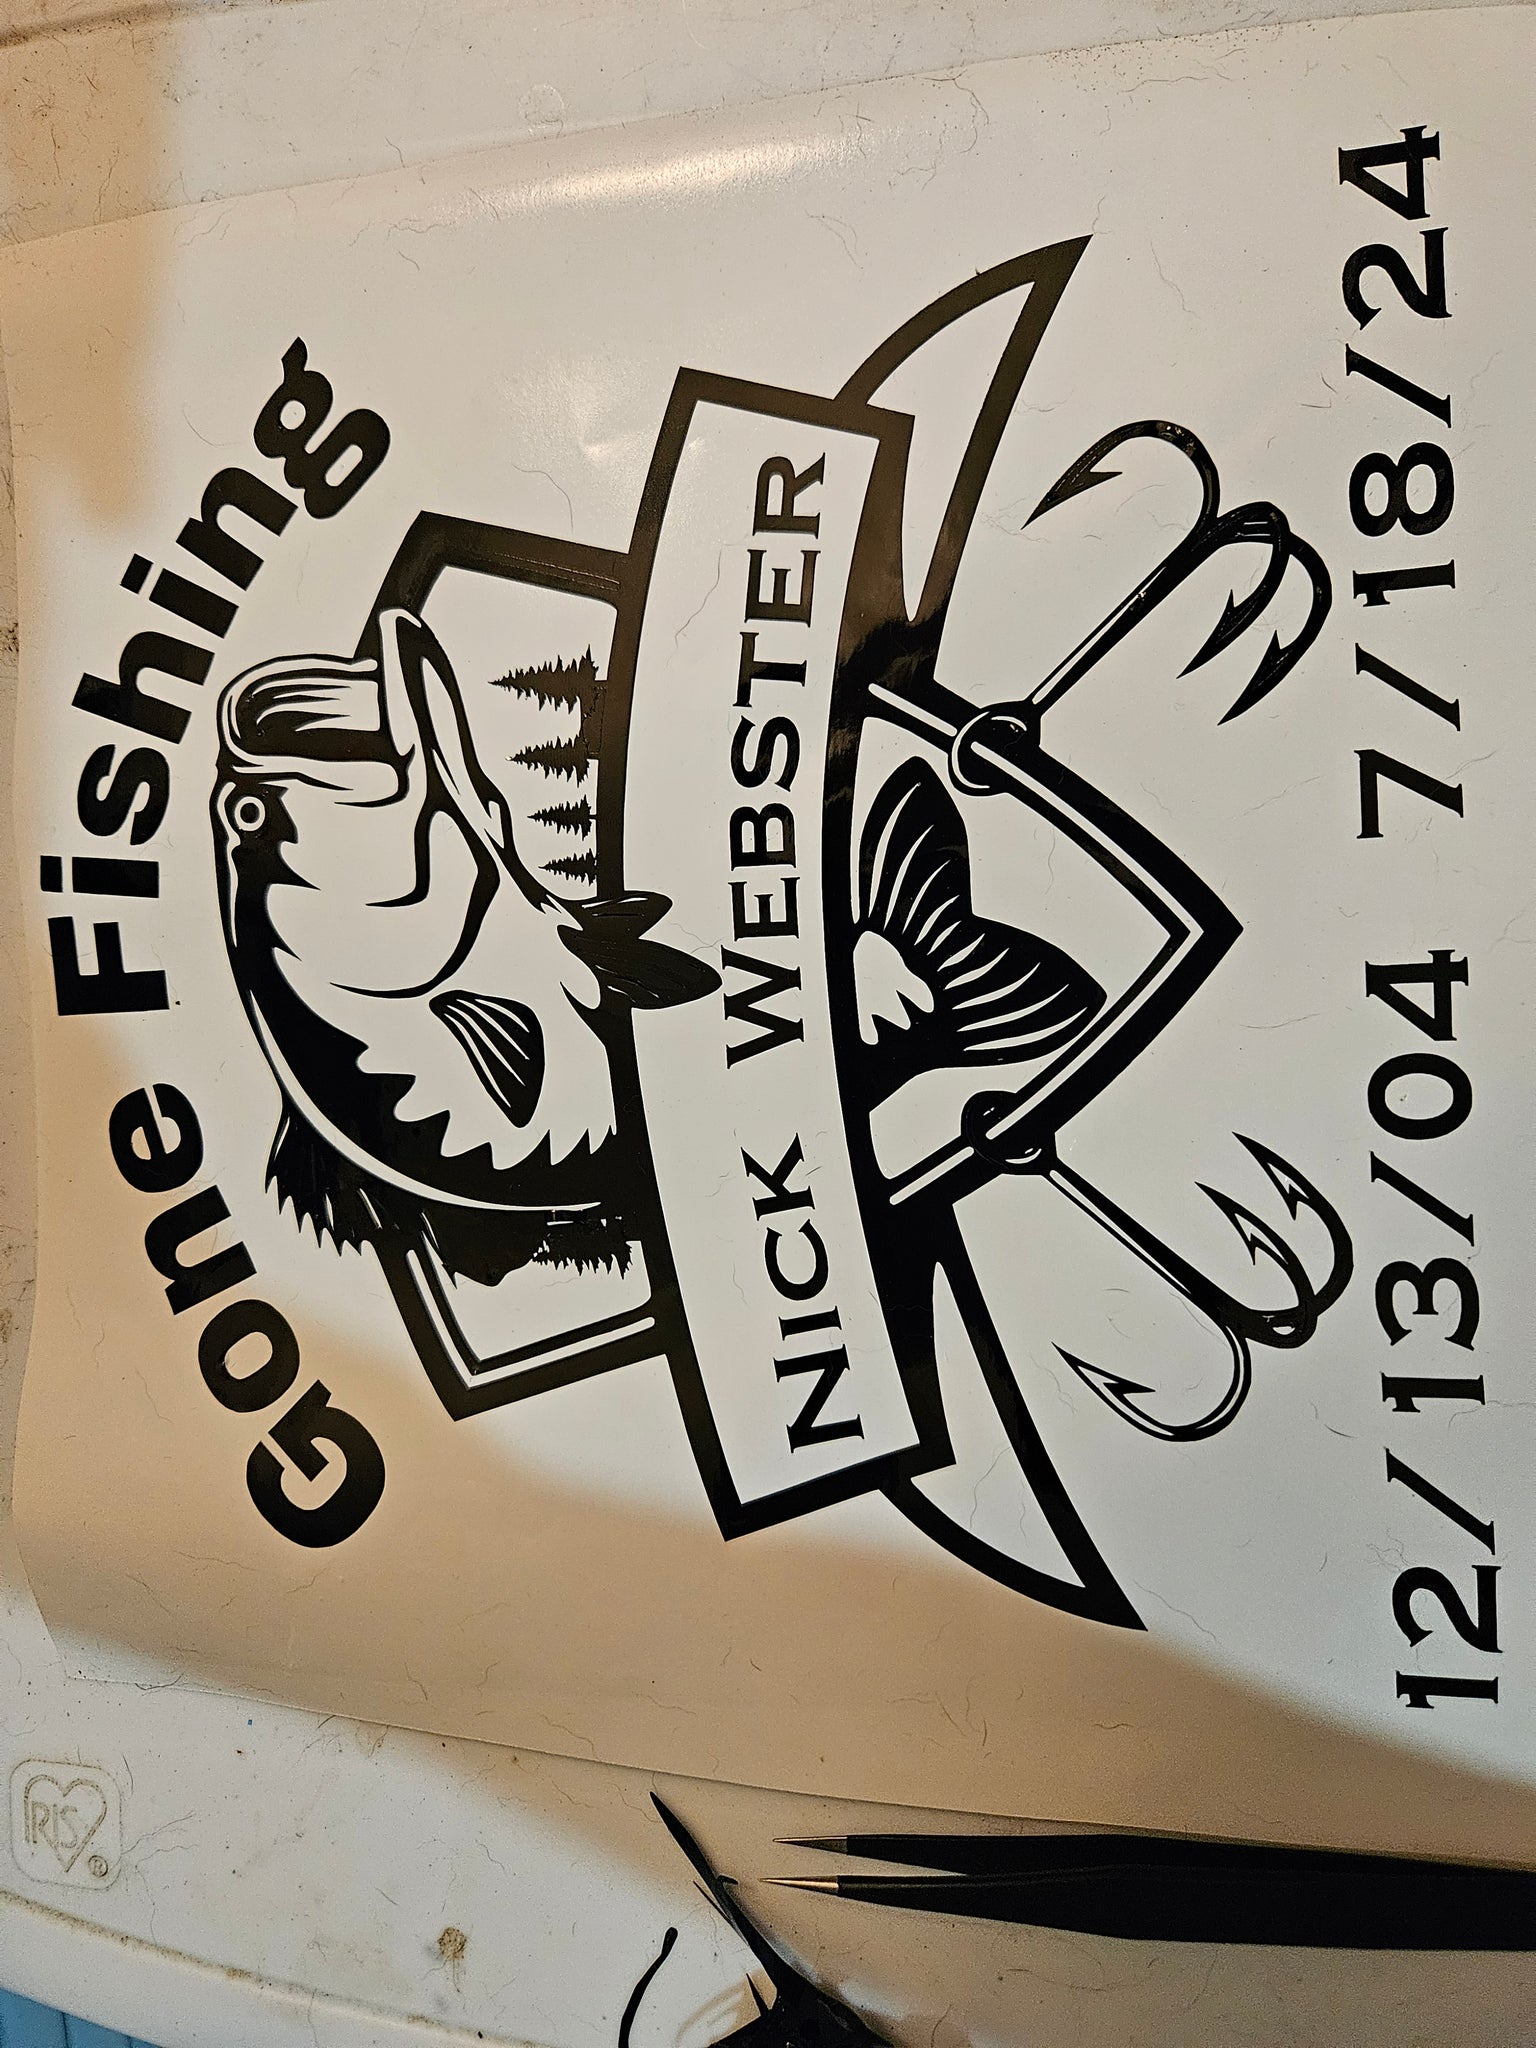 Gone Fishing
NICK WEBSTER
12/13/04 7/18/24
IRIS®